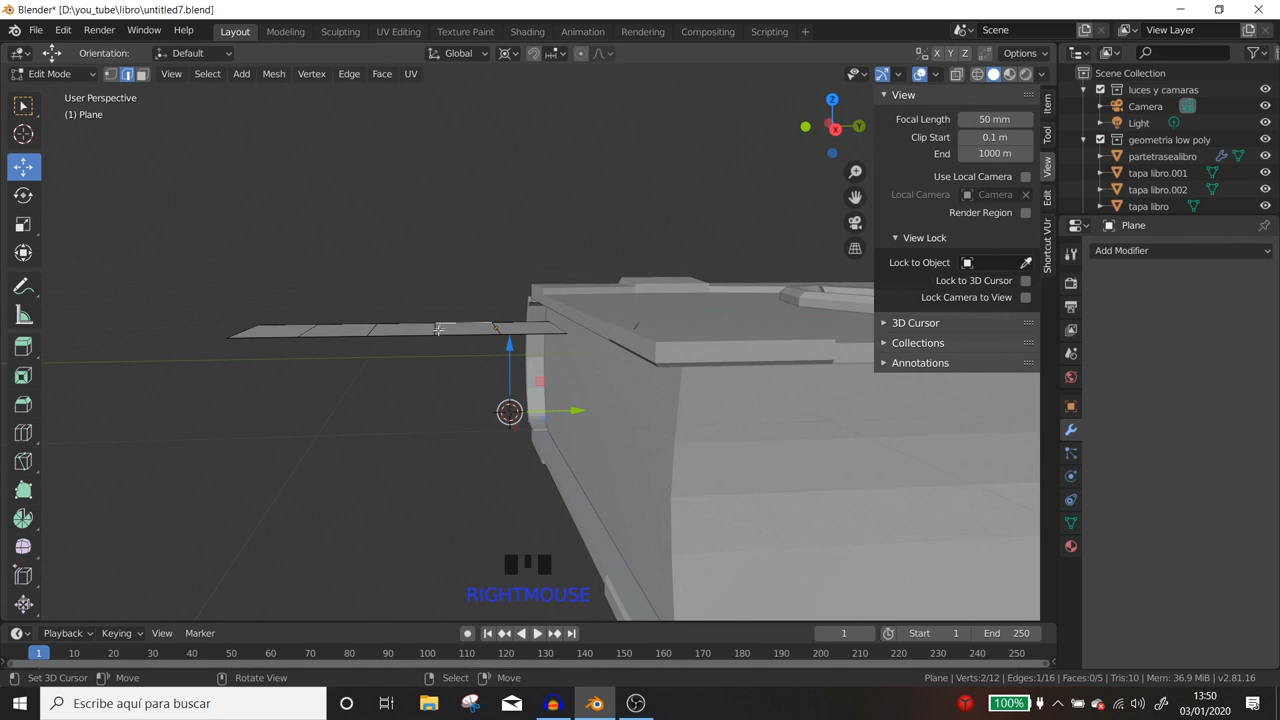 Blender* [D:\you_tube\libro\untitled7.blend]
File Edit Render Window Help Layout Modeling Sculpting UV Editing Texture Paint Shading Animation Rendering Compositing Scripting + Scene View Layer
Orientation: Default Global X Y Z Options
Edit Mode View Select Add Mesh Vertex Edge Face UV
User Perspective
(1) Plane
Z
Y
X
View
Focal Length 50 mm
Clip Start 0.1 m
End 1000 m
Use Local Camera
Local Camera Camera
Render Region
View Lock
Lock to Object
Lock to 3D Cursor
Lock Camera to View
3D Cursor
Collections
Annotations
Item
Tool
View
Edit
Shortcut VUr
Scene Collection
luces y camaras
Camera
Light
geometria low poly
partetrasealibro
tapa libro.001
tapa libro.002
tapa libro
Plane
Add Modifier
RIGHTMOUSE
Playback Keying View Marker 1 Start 1 End 250
1 10 20 30 40 50 60 70 80 90 100 110 120 130 140 150 160 170 180 190 200 210 220 230 240 250
Set 3D Cursor Move Rotate View Select Move Plane | Verts:2/12 | Edges:1/16 | Faces:0/5 | Tris:10 | Mem: 36.9 MB | v2.81.16
Escribe aquí para buscar
100%
13:50
03/01/2020